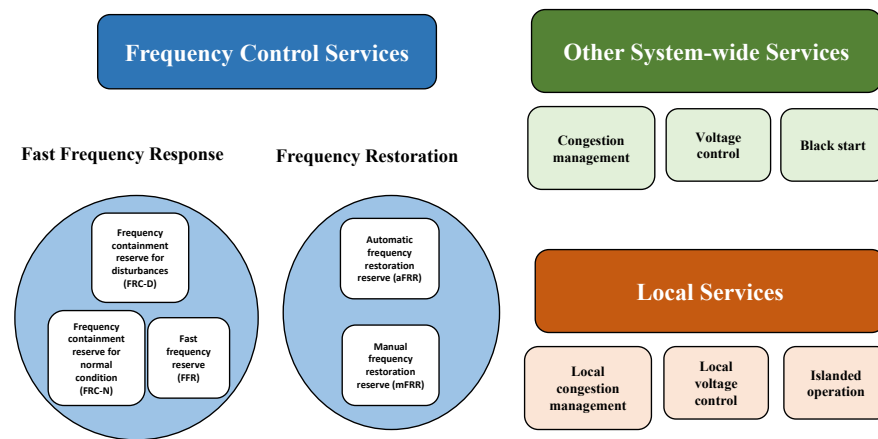 Frequency Control Services
Other System-wide Services
Congestion
management
Voltage
control
Black start
Fast Frequency Response
Frequency Restoration
Frequency
containment
reserve for
disturbances
(FRC-D)
Frequency
containment
reserve for
normal
condition
(FRC-N)
Fast
frequency
reserve
(FFR)
Automatic
frequency
restoration
reserve (aFRR)
Manual
frequency
restoration
reserve (mFRR)
Local Services
Local
congestion
management
Local
voltage
control
Islanded
operation